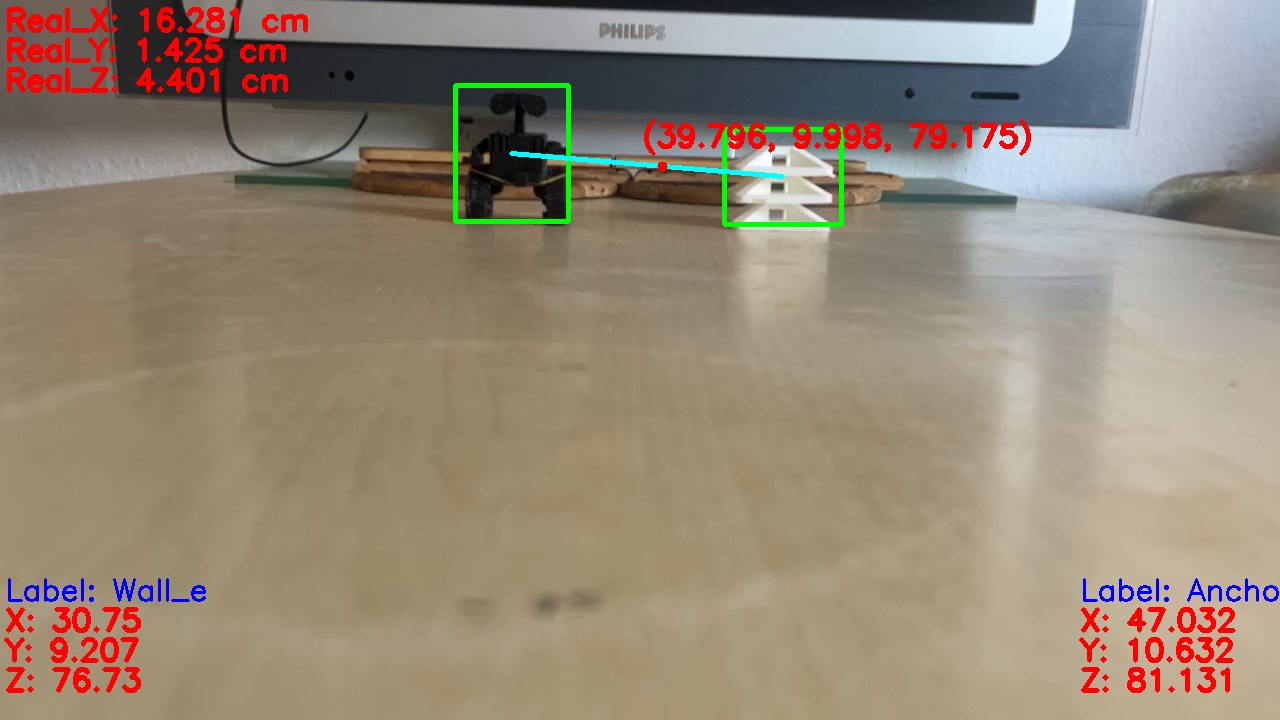 Real_X: 16.281 cm
Real_Y: 1.425 cm
Real_Z: 4.401 cm
PHILIPS
(39.796, 9.998, 79.175)
Label: Wall_e
X: 30.75
Y: 9.207
Z: 76.73
Label: Ancho
X: 47.032
Y: 10.632
Z: 81.131